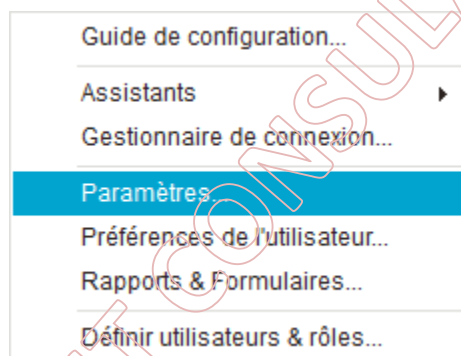 Guide de configuration...
Assistants
Gestionnaire de connexion...
Paramètres...
Préférences de l'utilisateur...
Rapports & Formulaires...
Définir utilisateurs & rôles...